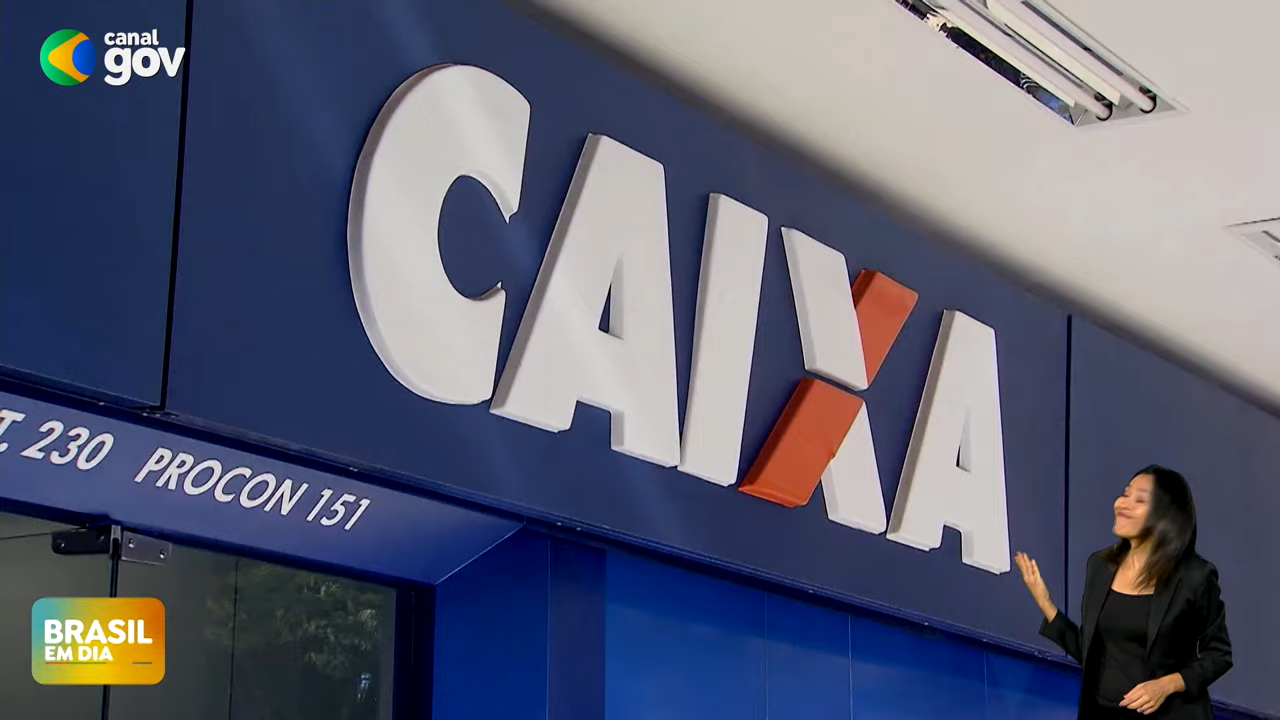 canal
gov
CAIXA
T. 230 PROCON 151
BRASIL
EM DIA